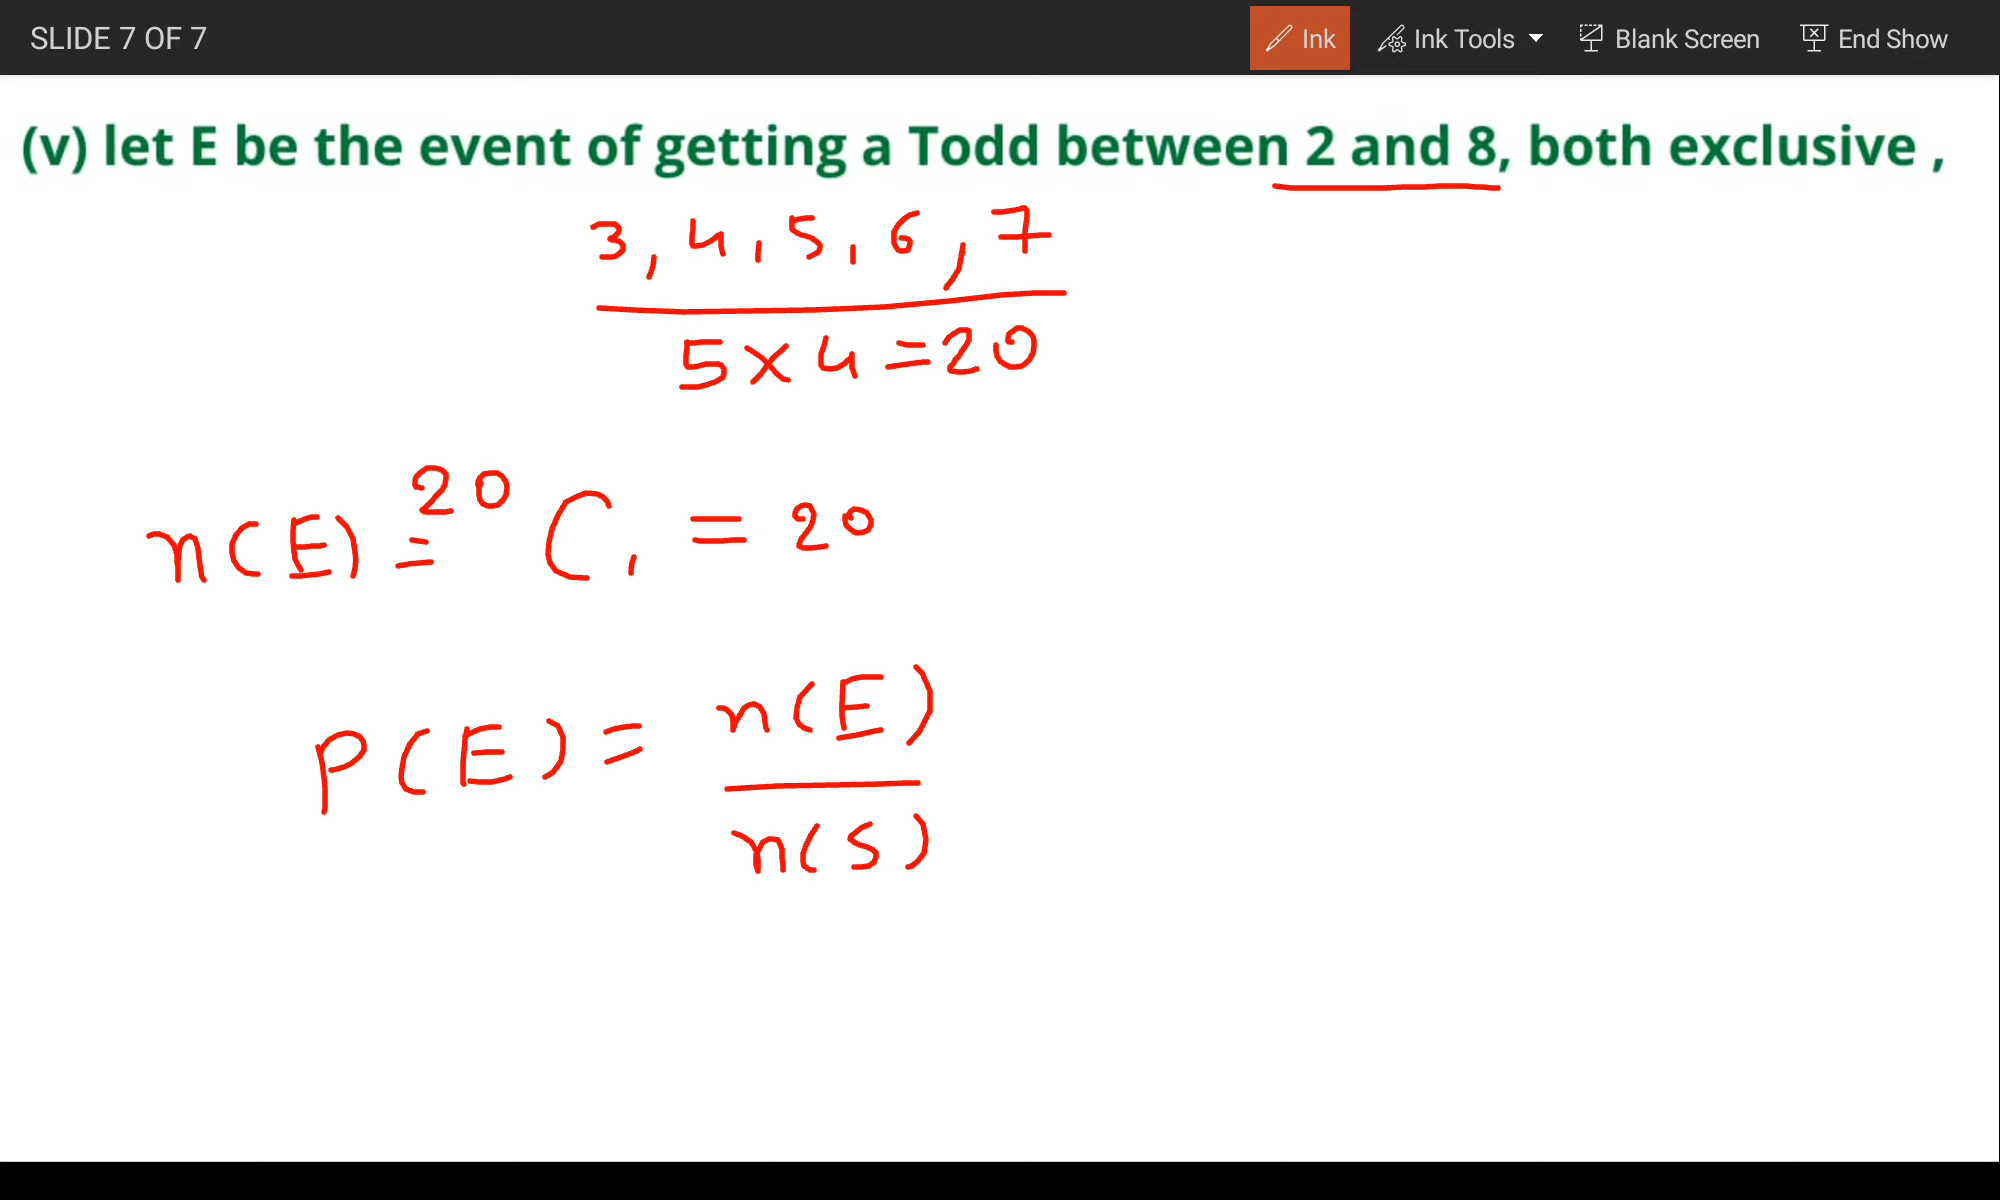 SLIDE 7 OF 7 Ink Ink Tools Blank Screen End Show
(v) let E be the event of getting a Todd between 2 and 8, both exclusive ,
3, 4, 5, 6, 7
5 × 4 = 20
n(E) = ²⁰C₁ = 20
P(E) = n(E)
n(S)